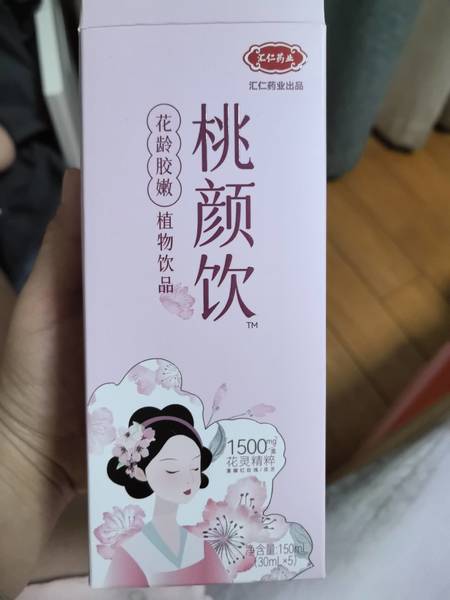 汇仁药业
汇仁药业出品
桃颜饮
TM
花龄胶嫩
植物饮品
1500mg/盒
花灵精粹
净含量:150mL
(30mL×5)